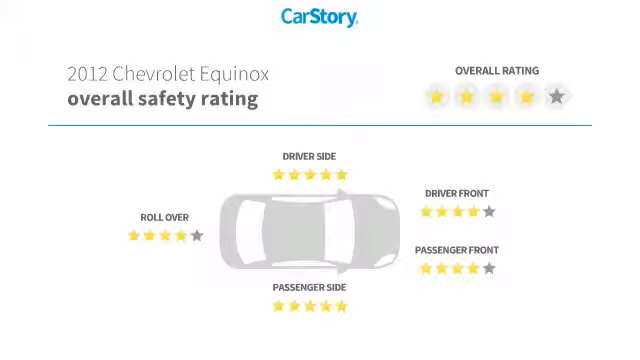 CarStory
2012 Chevrolet Equinox
overall safety rating
OVERALL RATING
DRIVER SIDE
DRIVER FRONT
ROLL OVER
PASSENGER FRONT
PASSENGER SIDE